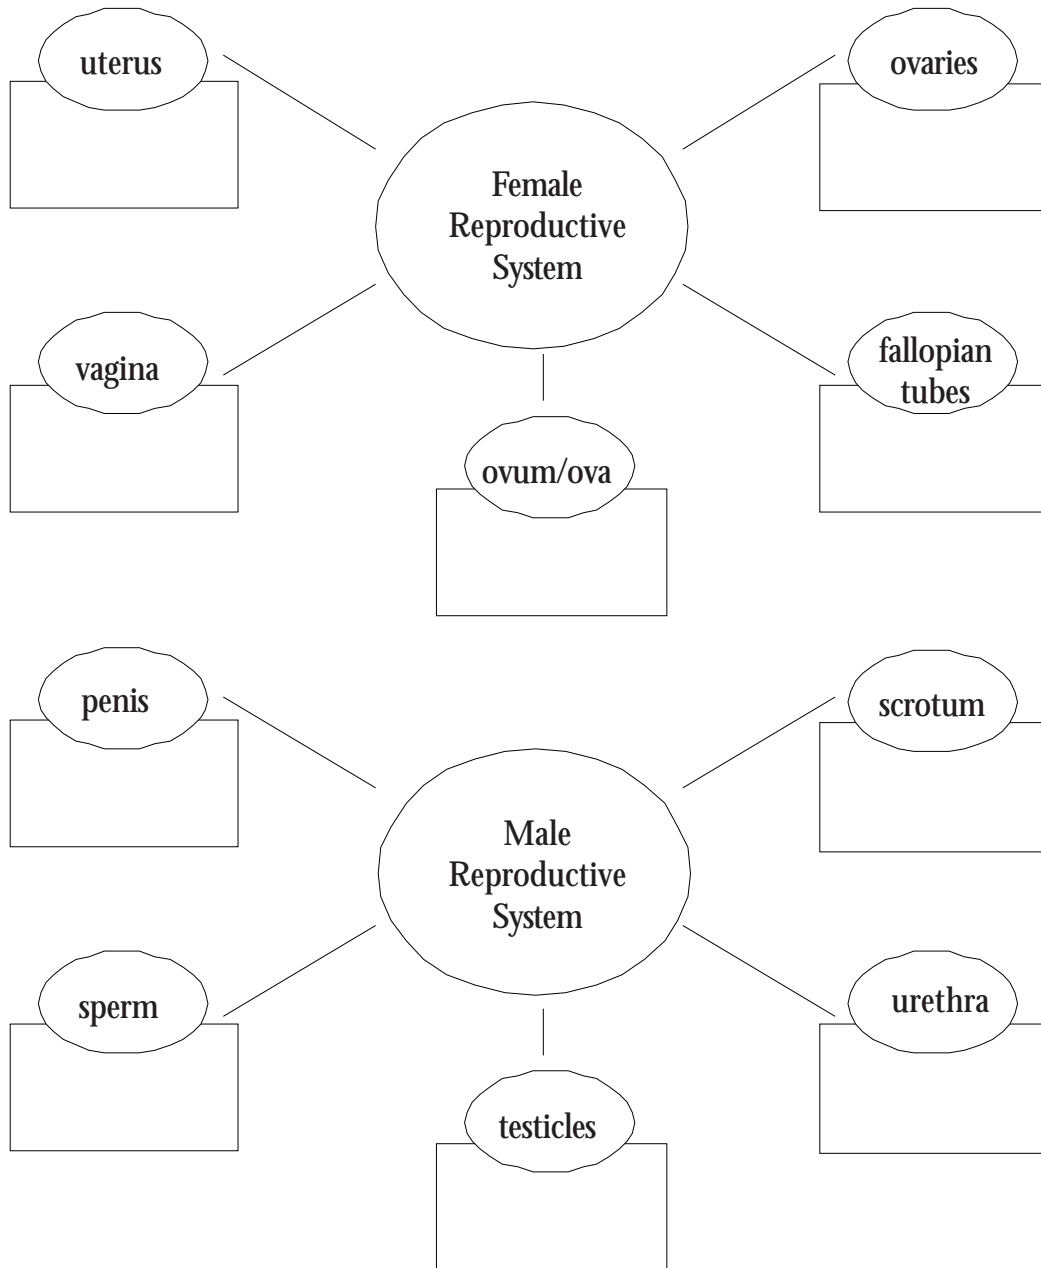 uterus
ovaries
Female
Reproductive
System
vagina
fallopian
tubes
ovum/ova
penis
scrotum
Male
Reproductive
System
sperm
urethra
testicles